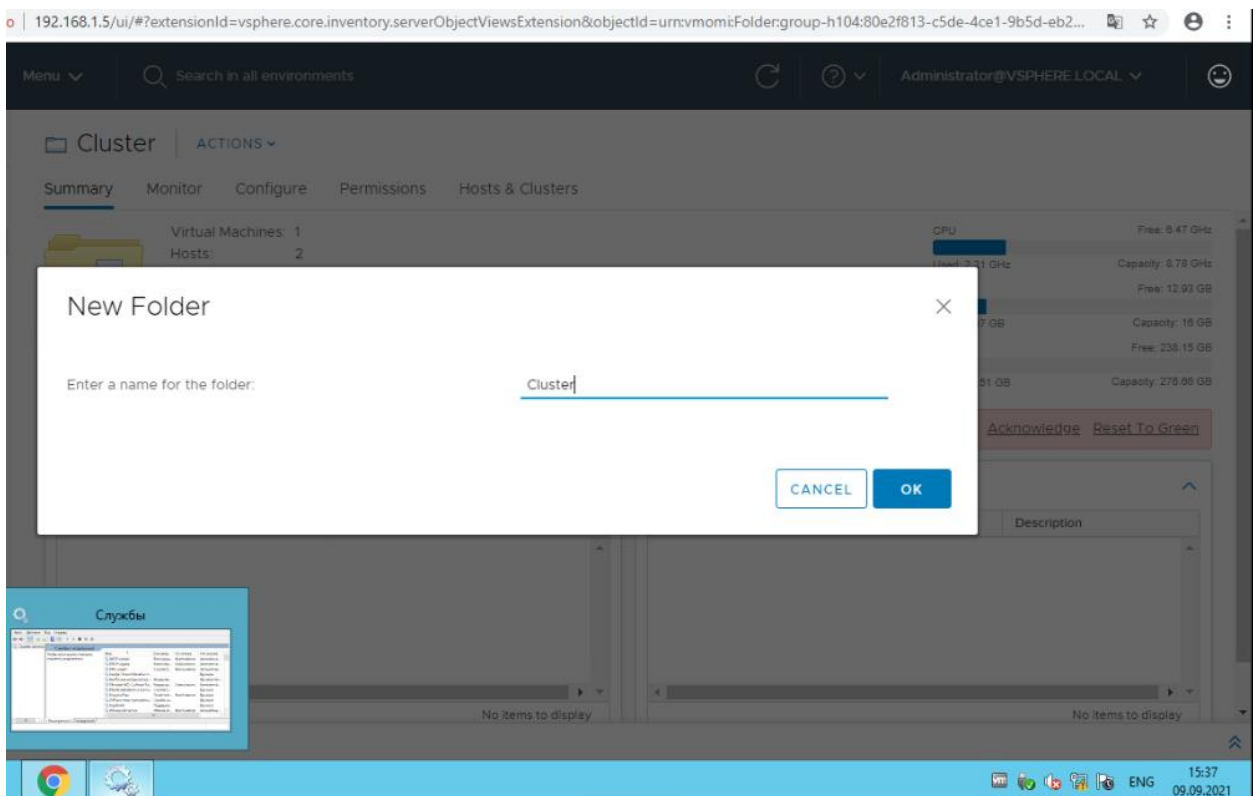 192.168.1.5/ui/#?extensionId=vsphere.core.inventory.serverObjectViewsExtension&objectId=urn:vmomi:Folder:group-h104:80e2f813-c5de-4ce1-9b5d-eb2...
Menu Search in all environments Administrator@VSPHERE.LOCAL
Cluster ACTIONS
Summary Monitor Configure Permissions Hosts & Clusters
Virtual Machines: 1
Hosts: 2
CPU Free: 6.47 GHz
Used: 2.31 GHz Capacity: 8.78 GHz
Free: 12.93 GB
7 GB Capacity: 16 GB
Free: 238.15 GB
51 GB Capacity: 276.66 GB
New Folder
Enter a name for the folder: Cluster
Acknowledge Reset To Green
CANCEL OK
Description
Службы
No items to display No items to display
ENG 15:37
09.09.2021